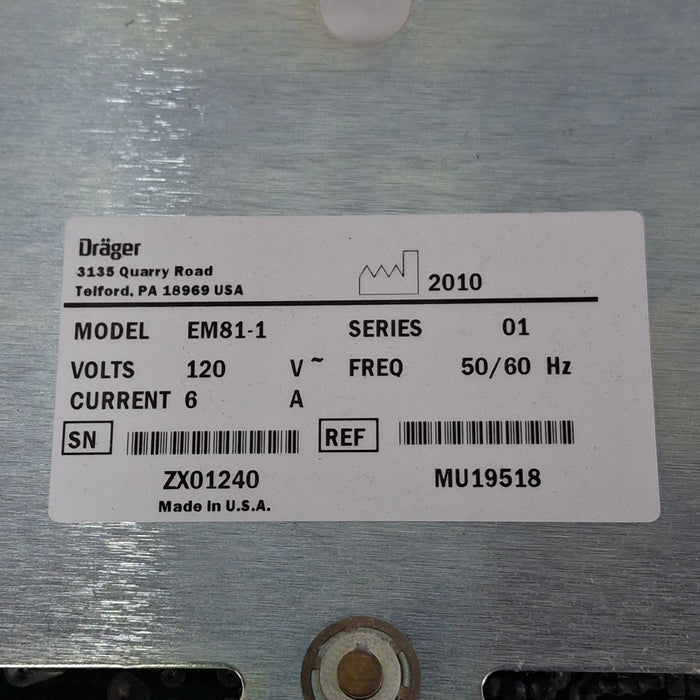 Dräger
3135 Quarry Road
Telford, PA 18969 USA
2010
MODEL EM81-1 SERIES 01
VOLTS 120 V~ FREQ 50/60 Hz
CURRENT 6 A
SN REF
ZX01240 MU19518
Made in U.S.A.